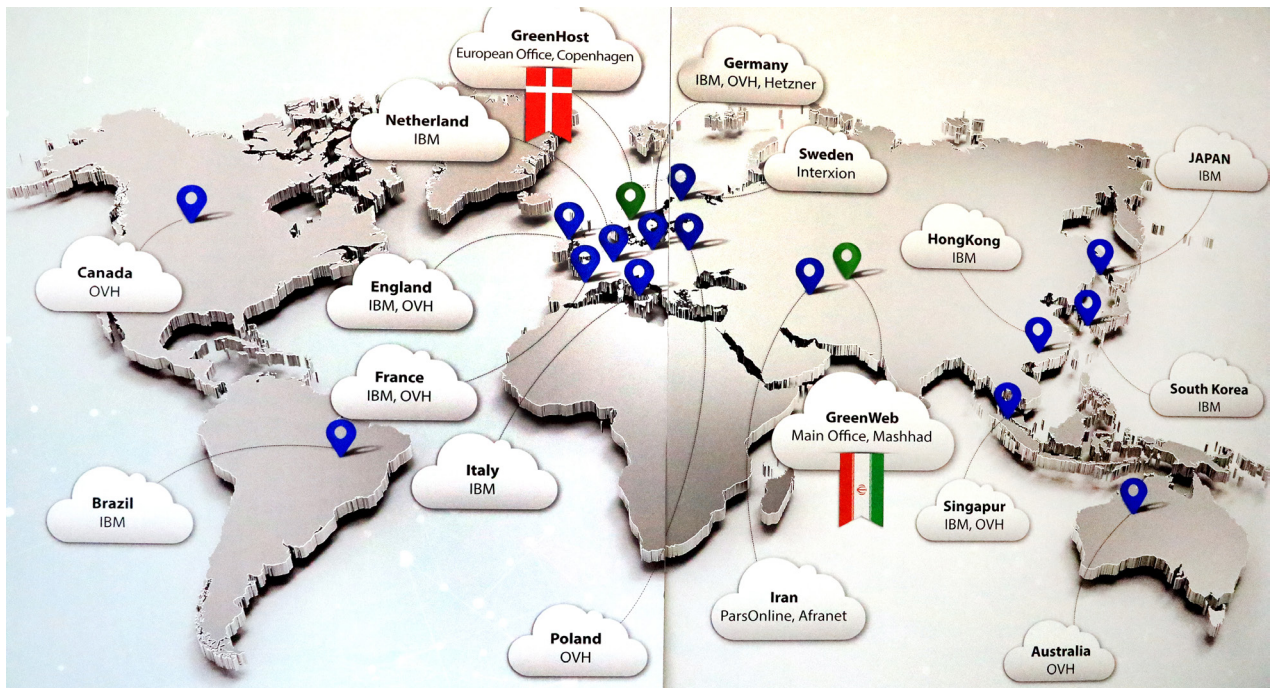 GreenHost
European Office, Copenhagen
Germany
IBM, OVH, Hetzner
Netherland
IBM
Sweden
Interxion
JAPAN
IBM
HongKong
IBM
Canada
OVH
England
IBM, OVH
France
IBM, OVH
South Korea
IBM
GreenWeb
Main Office, Mashhad
Italy
IBM
Brazil
IBM
Singapur
IBM, OVH
Iran
ParsOnline, Afranet
Poland
OVH
Australia
OVH